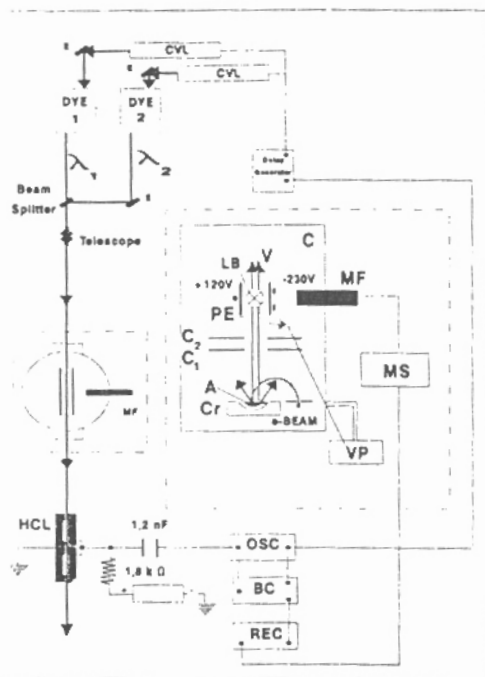 CVL
CVL
DYE
1
DYE
2
λ1
λ2
Beam
Splitter
Telescope
Delay
Generator
C
LB
V
+120V
-230V
MF
PE
C2
C1
A
Cr
e-BEAM
MS
VP
MF
HCL
1,2 nF
1,8 k Ω
OSC
BC
REC